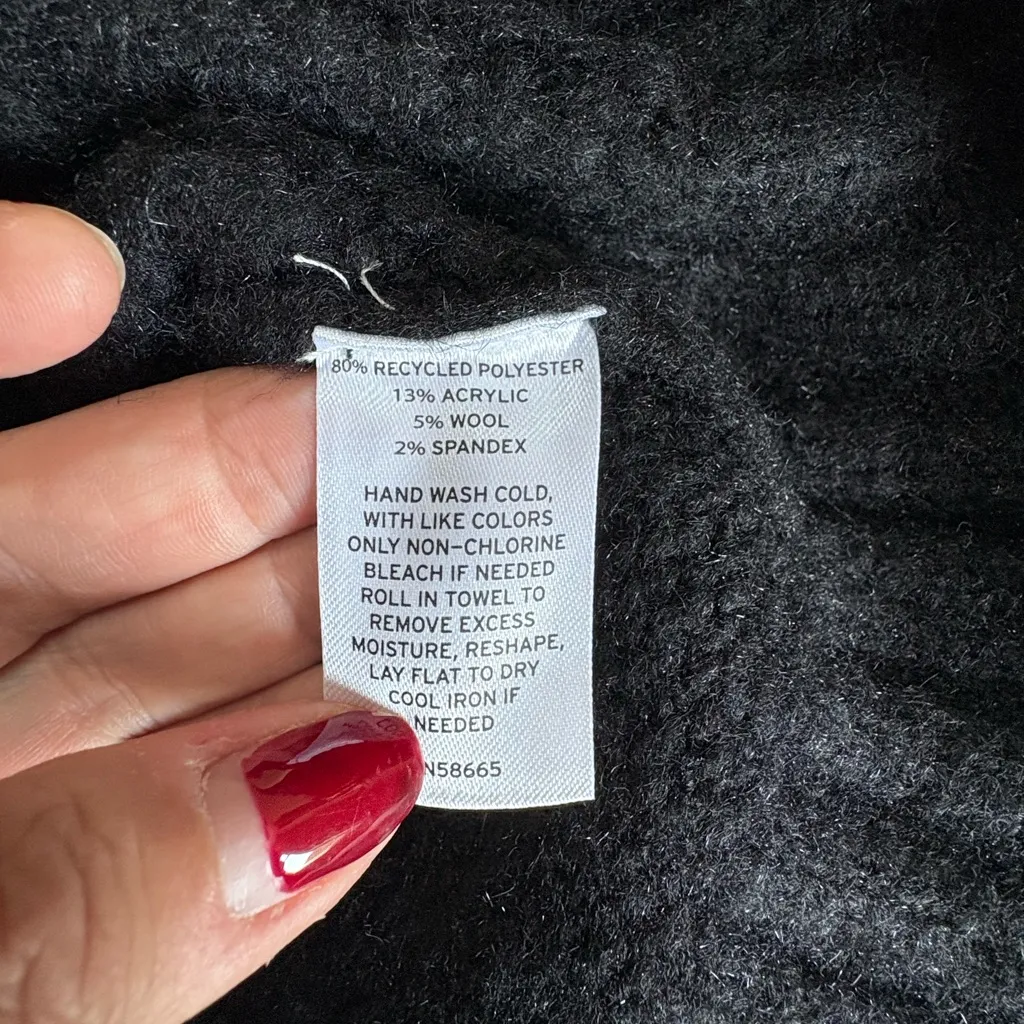 80% RECYCLED POLYESTER
13% ACRYLIC
5% WOOL
2% SPANDEX
HAND WASH COLD,
WITH LIKE COLORS
ONLY NON-CHLORINE
BLEACH IF NEEDED
ROLL IN TOWEL TO
REMOVE EXCESS
MOISTURE, RESHAPE,
LAY FLAT TO DRY
COOL IRON IF
NEEDED
N58665